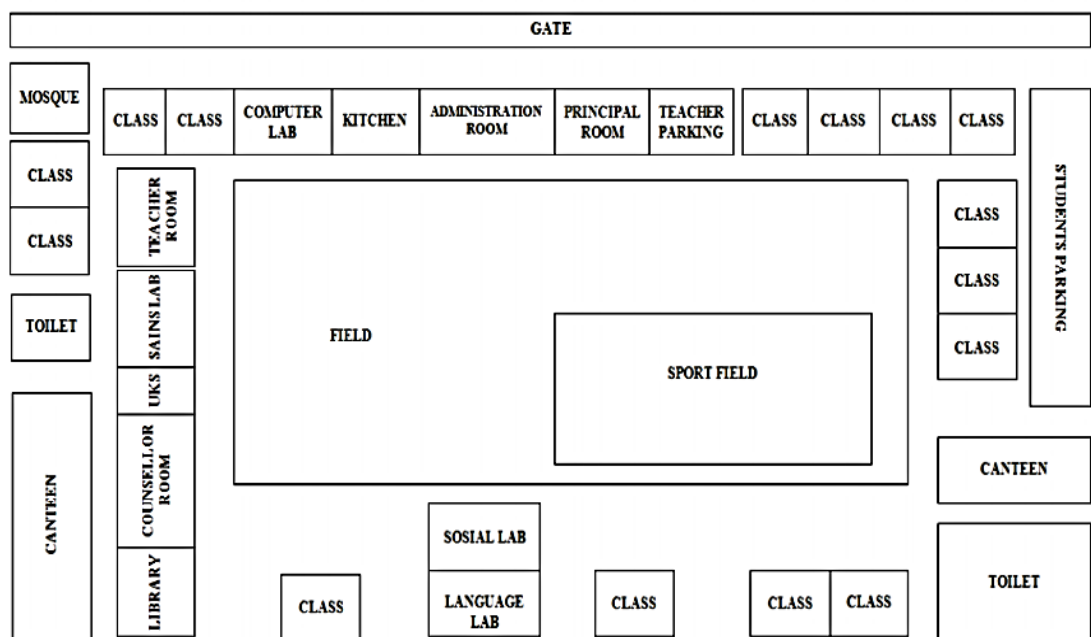 GATE
MOSQUE
CLASS
CLASS
COMPUTER
LAB
KITCHEN
ADMINISTRATION
ROOM
PRINCIPAL
ROOM
TEACHER
PARKING
CLASS
CLASS
CLASS
CLASS
STUDENTS PARKING
CLASS
CLASS
TEACHER
ROOM
CLASS
CLASS
CLASS
TOILET
SAINS LAB
FIELD
SPORT FIELD
UKS
COUNSELLOR
ROOM
CANTEEN
CANTEEN
SOSIAL LAB
LIBRARY
CLASS
LANGUAGE
LAB
CLASS
CLASS
CLASS
TOILET